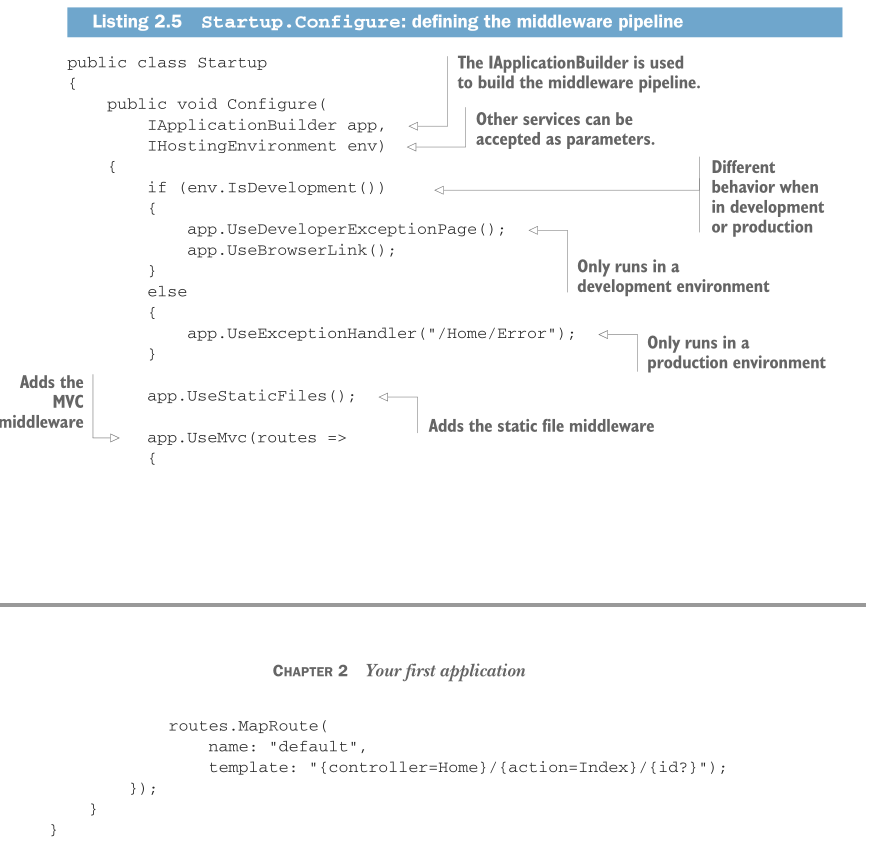 Listing 2.5 Startup.Configure: defining the middleware pipeline
public class Startup
{
public void Configure(
IApplicationBuilder app,
IHostingEnvironment env)
{
if (env.IsDevelopment())
{
app.UseDeveloperExceptionPage();
app.UseBrowserLink();
}
else
{
app.UseExceptionHandler("/Home/Error");
}
app.UseStaticFiles();
app.UseMvc(routes =>
{
The IApplicationBuilder is used
to build the middleware pipeline.
Other services can be
accepted as parameters.
Different
behavior when
in development
or production
Only runs in a
development environment
Only runs in a
production environment
Adds the
MVC
middleware
Adds the static file middleware
CHAPTER 2 Your first application
routes.MapRoute(
name: "default",
template: "{controller=Home}/{action=Index}/{id?}");
});
}
}